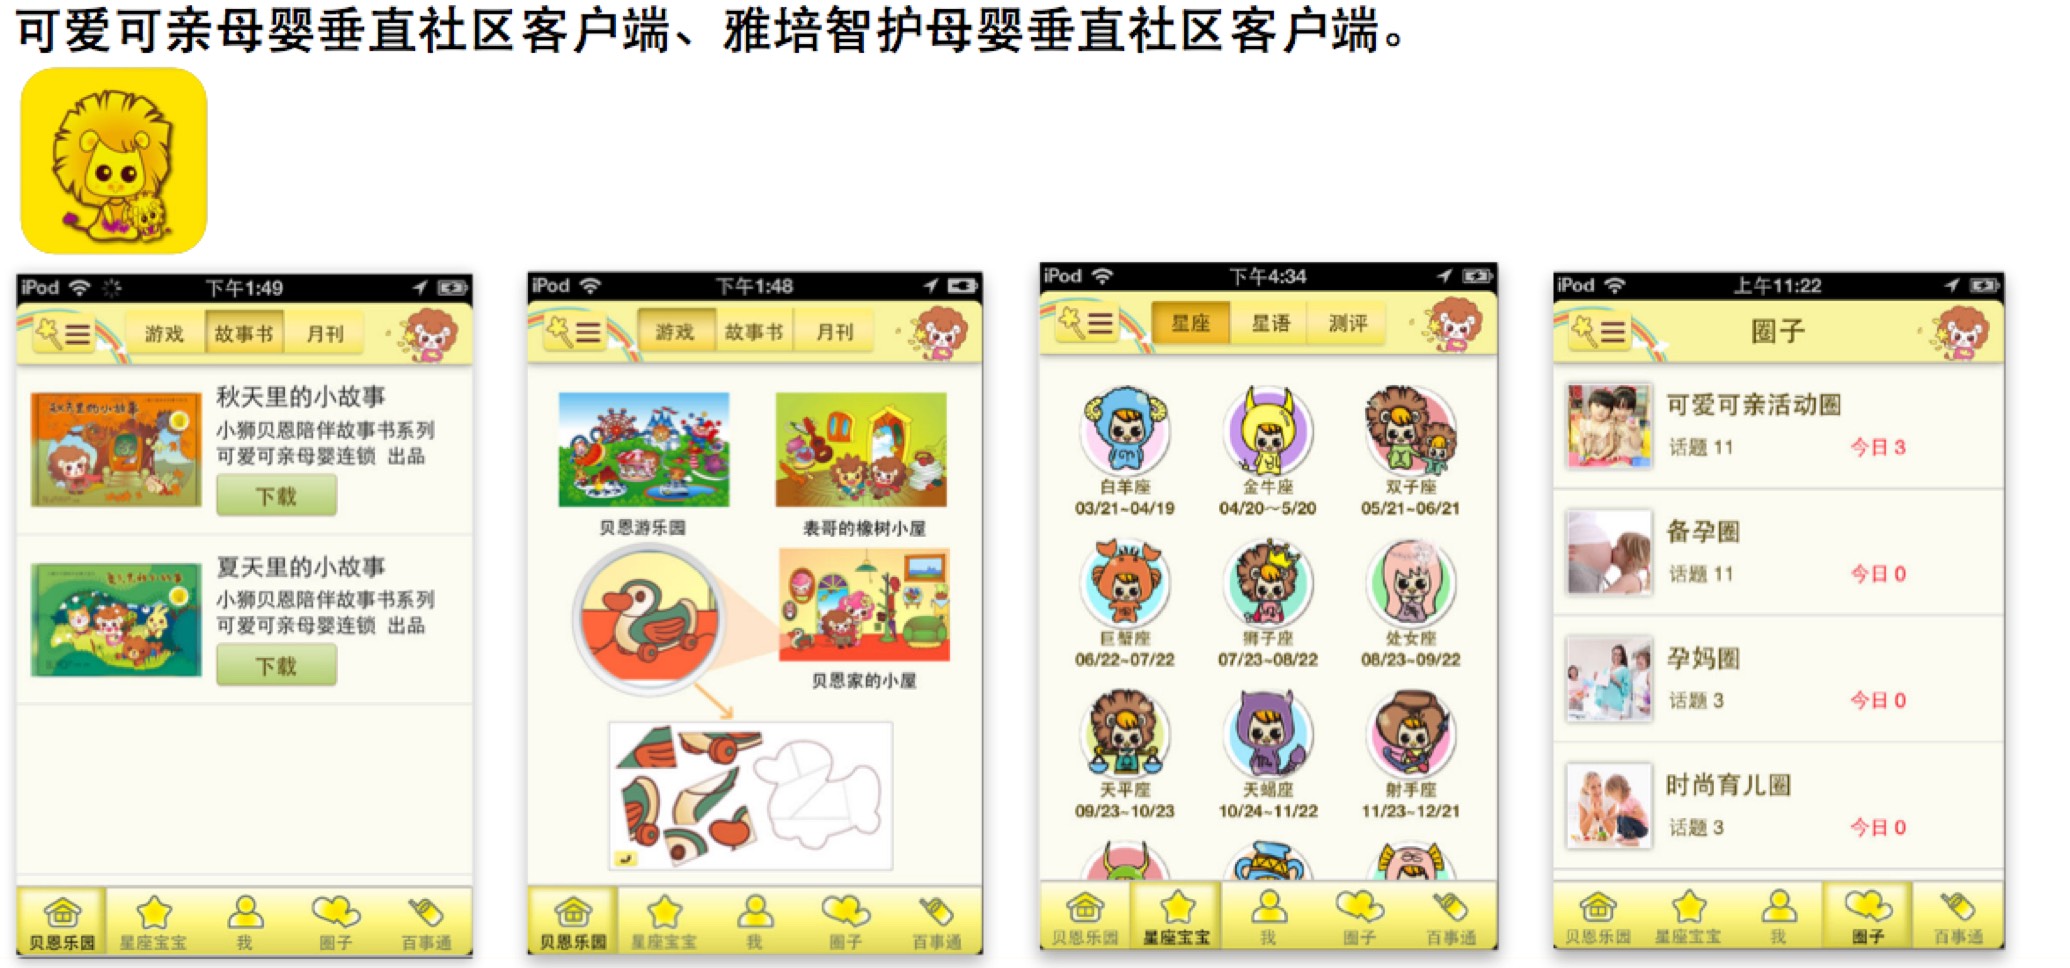 可爱可亲母婴垂直社区客户端、雅培智护母婴垂直社区客户端。
iPod 下午1:49
游戏 故事书 月刊
秋天里的小故事
秋天里的小故事
小狮贝恩陪伴故事书系列
可爱可亲母婴连锁 出品
下载
夏天里的小故事
夏天里的小故事
小狮贝恩陪伴故事书系列
可爱可亲母婴连锁 出品
下载
贝恩乐园 星座宝宝 我 圈子 百事通
iPod 下午1:48
游戏 故事书 月刊
贝恩游乐园 表哥的橡树小屋
贝恩家的小屋
贝恩乐园 星座宝宝 我 圈子 百事通
iPod 下午4:34
星座 星语 测评
白羊座 金牛座 双子座
03/21~04/19 04/20～5/20 05/21~06/21
巨蟹座 狮子座 处女座
06/22~07/22 07/23~08/22 08/23~09/22
天平座 天蝎座 射手座
09/23~10/23 10/24~11/22 11/23~12/21
贝恩乐园 星座宝宝 我 圈子 百事通
iPod 上午11:22
圈子
可爱可亲活动圈
话题 11 今日 3
备孕圈
话题 11 今日 0
孕妈圈
话题 3 今日 0
时尚育儿圈
话题 3 今日 0
贝恩乐园 星座宝宝 我 圈子 百事通